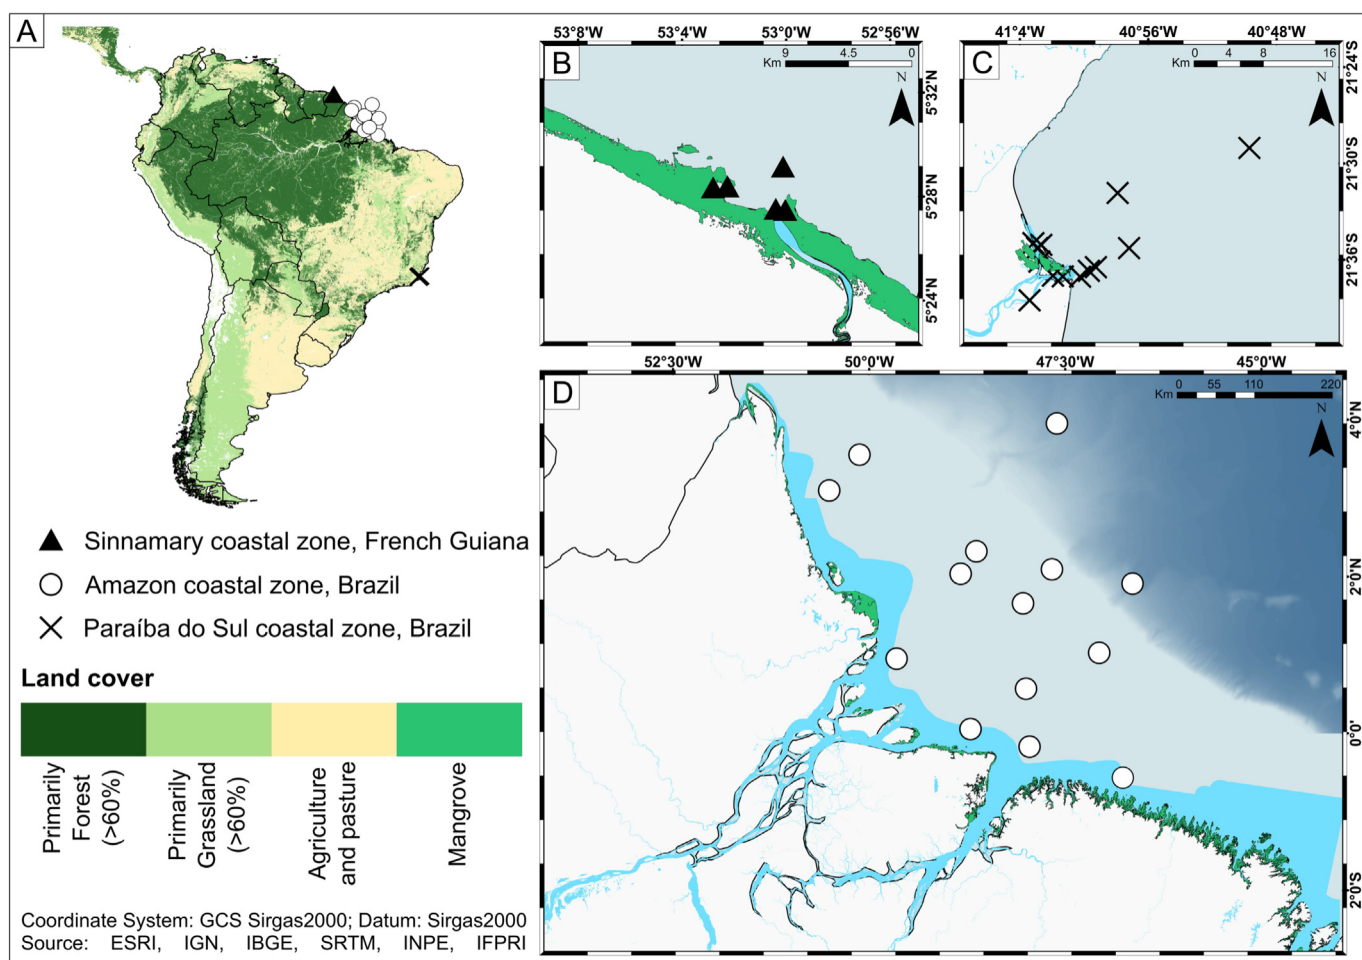 A
Sinnamary coastal zone, French Guiana
Amazon coastal zone, Brazil
Paraíba do Sul coastal zone, Brazil
Land cover
Primarily
Forest
(>60%)
Primarily
Grassland
(>60%)
Agriculture
and pasture
Mangrove
Coordinate System: GCS Sirgas2000; Datum: Sirgas2000
Source: ESRI, IGN, IBGE, SRTM, INPE, IFPRI
53°8'W 53°4'W 53°0'W 52°56'W
B
9 4.5 0
Km
N
5°32'N
5°28'N
5°24'N
41°4'W 40°56'W 40°48'W
C
0 4 8 16
Km
N
21°24'S
21°30'S
21°36'S
52°30'W 50°0'W 47°30'W 45°0'W
D
0 55 110 220
Km
N
4°0'N
2°0'N
0°0'
2°0'S